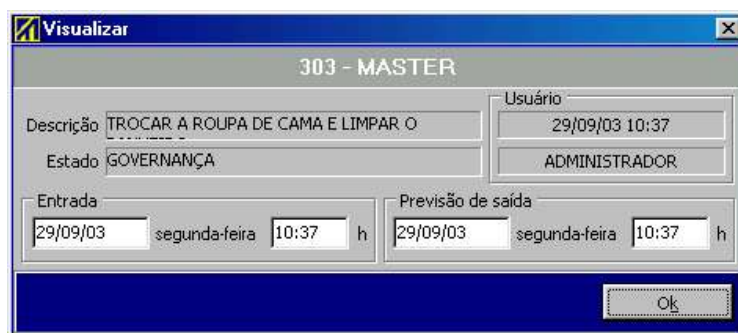 Visualizar
303 - MASTER
Descrição TROCAR A ROUPA DE CAMA E LIMPAR O
Estado GOVERNANÇA
Usuário
29/09/03 10:37
ADMINISTRADOR
Entrada
29/09/03 segunda-feira 10:37 h
Previsão de saída
29/09/03 segunda-feira 10:37 h
Ok